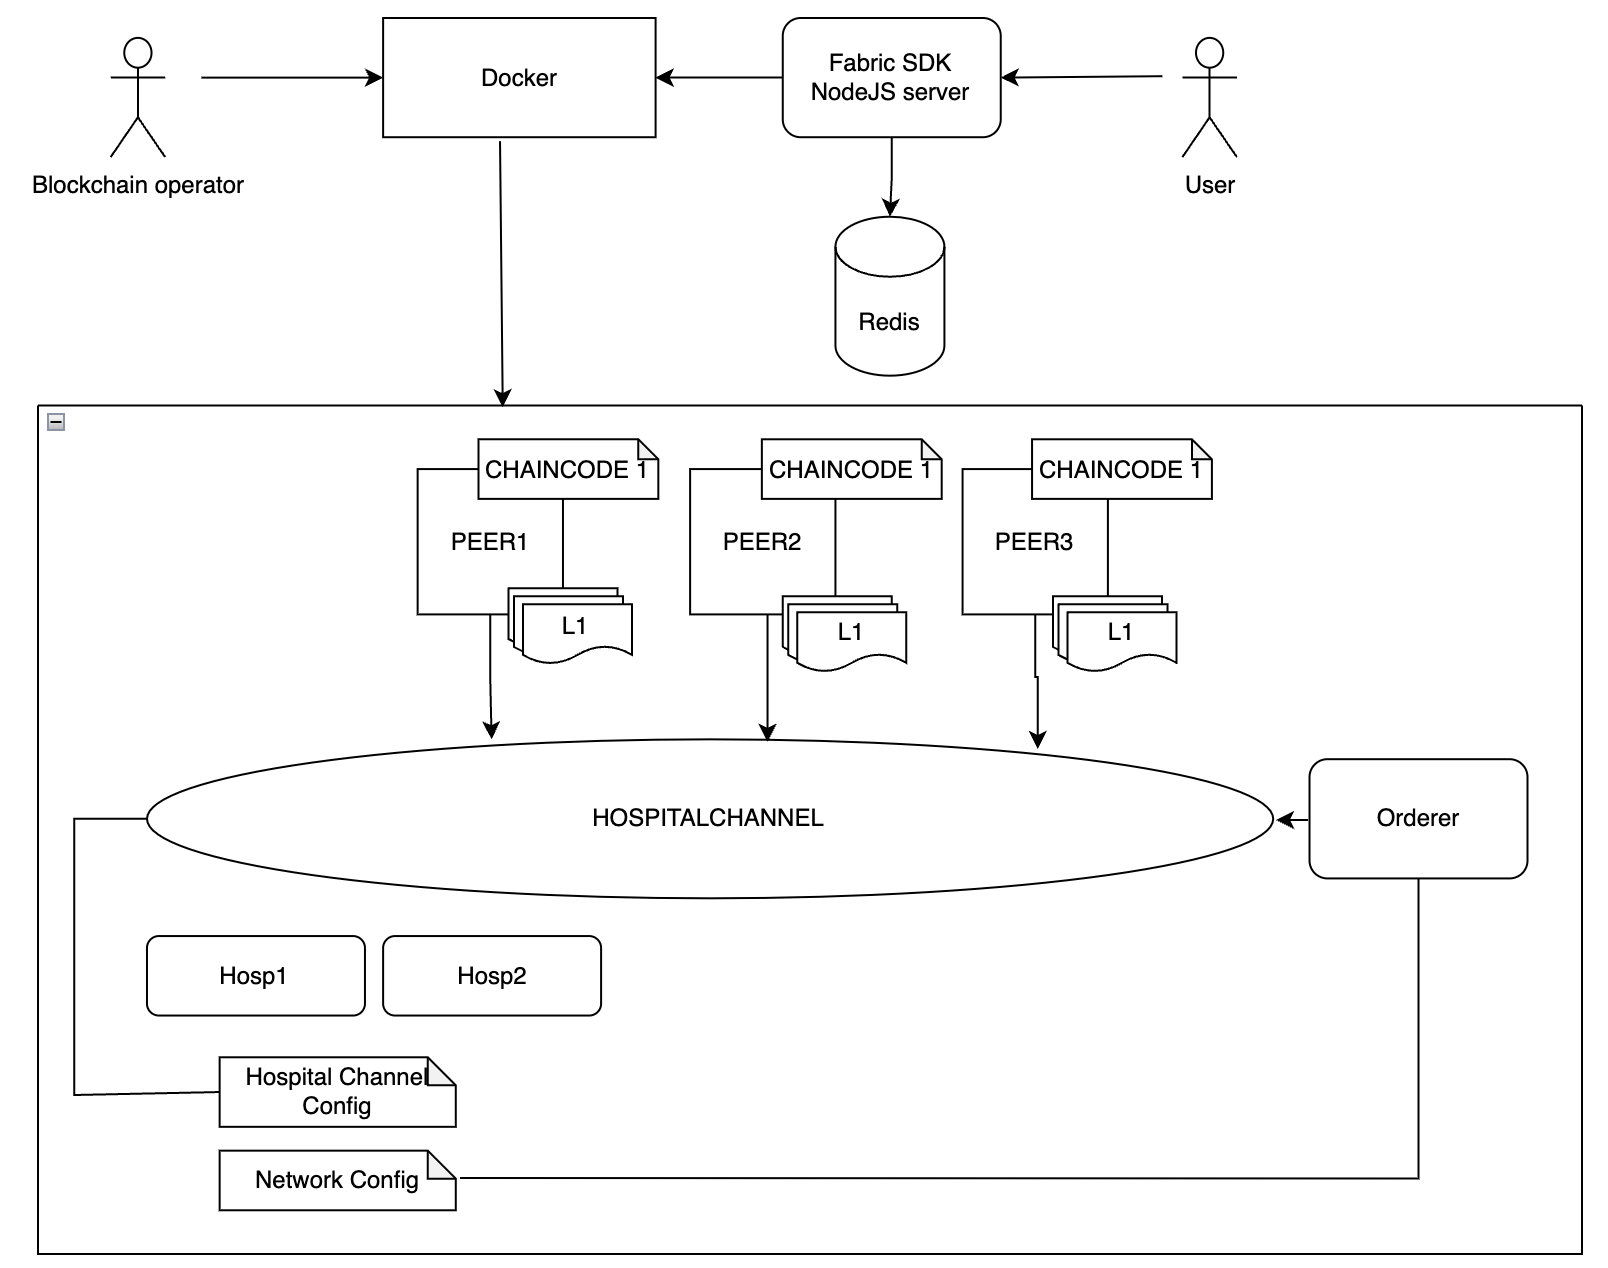 Docker
Fabric SDK
NodeJS server
Blockchain operator
User
Redis
CHAINCODE 1
CHAINCODE 1
CHAINCODE 1
PEER1
PEER2
PEER3
L1
L1
L1
HOSPITALCHANNEL
Orderer
Hosp1
Hosp2
Hospital Channel
Config
Network Config